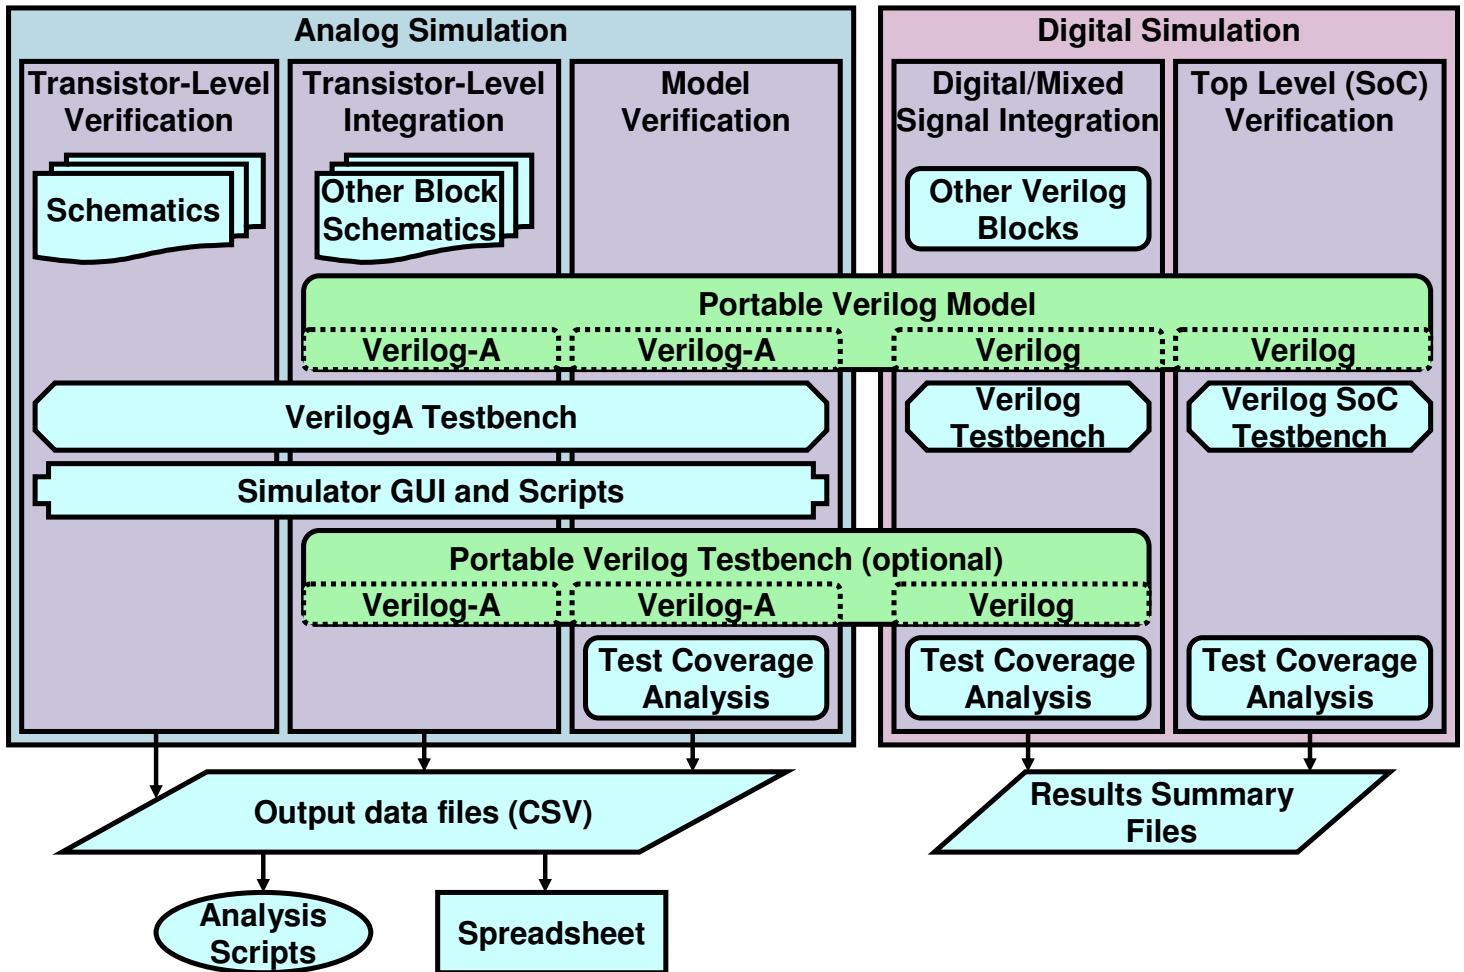 Analog Simulation
Digital Simulation
Transistor-Level
Verification
Transistor-Level
Integration
Model
Verification
Digital/Mixed
Signal Integration
Top Level (SoC)
Verification
Schematics
Other Block
Schematics
Other Verilog
Blocks
Portable Verilog Model
Verilog-A
Verilog-A
Verilog
Verilog
VerilogA Testbench
Verilog
Testbench
Verilog SoC
Testbench
Simulator GUI and Scripts
Portable Verilog Testbench (optional)
Verilog-A
Verilog-A
Verilog
Test Coverage
Analysis
Test Coverage
Analysis
Test Coverage
Analysis
Output data files (CSV)
Results Summary
Files
Analysis
Scripts
Spreadsheet